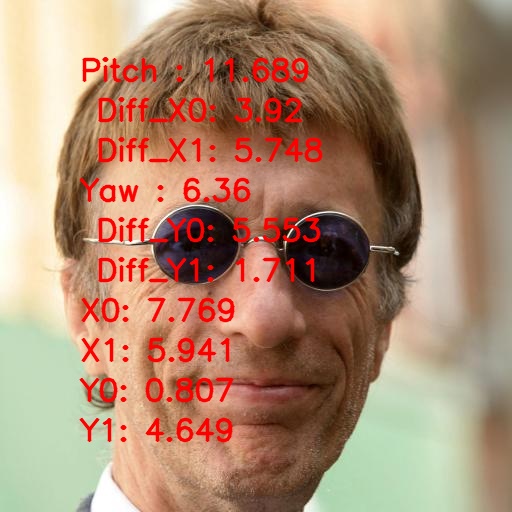 Pitch : 11.689
Diff_X0: 3.92
Diff_X1: 5.748
Yaw : 6.36
Diff_Y0: 5.553
Diff_Y1: 1.711
X0: 7.769
X1: 5.941
Y0: 0.807
Y1: 4.649